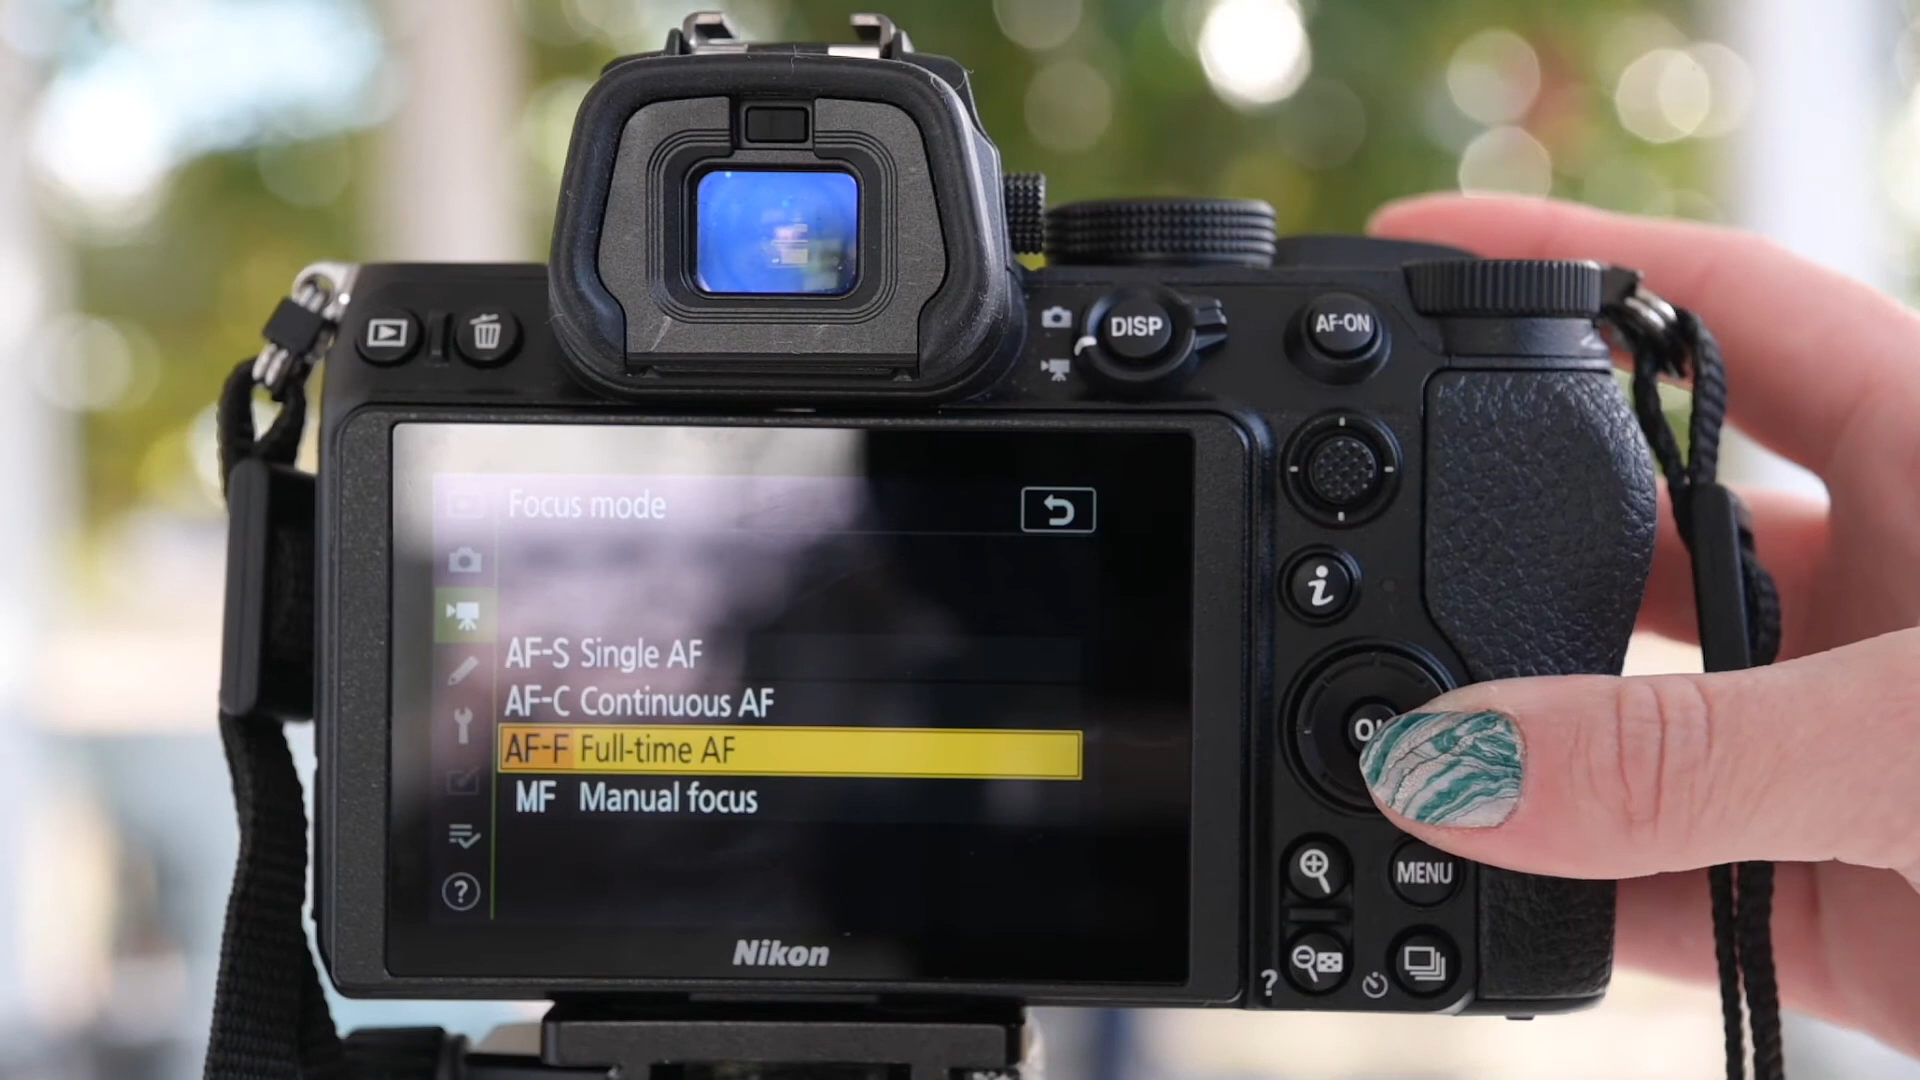 DISP
AF-ON
Focus mode
AF-S Single AF
AF-C Continuous AF
AF-F Full-time AF
MF Manual focus
?
Nikon
i
MENU
?